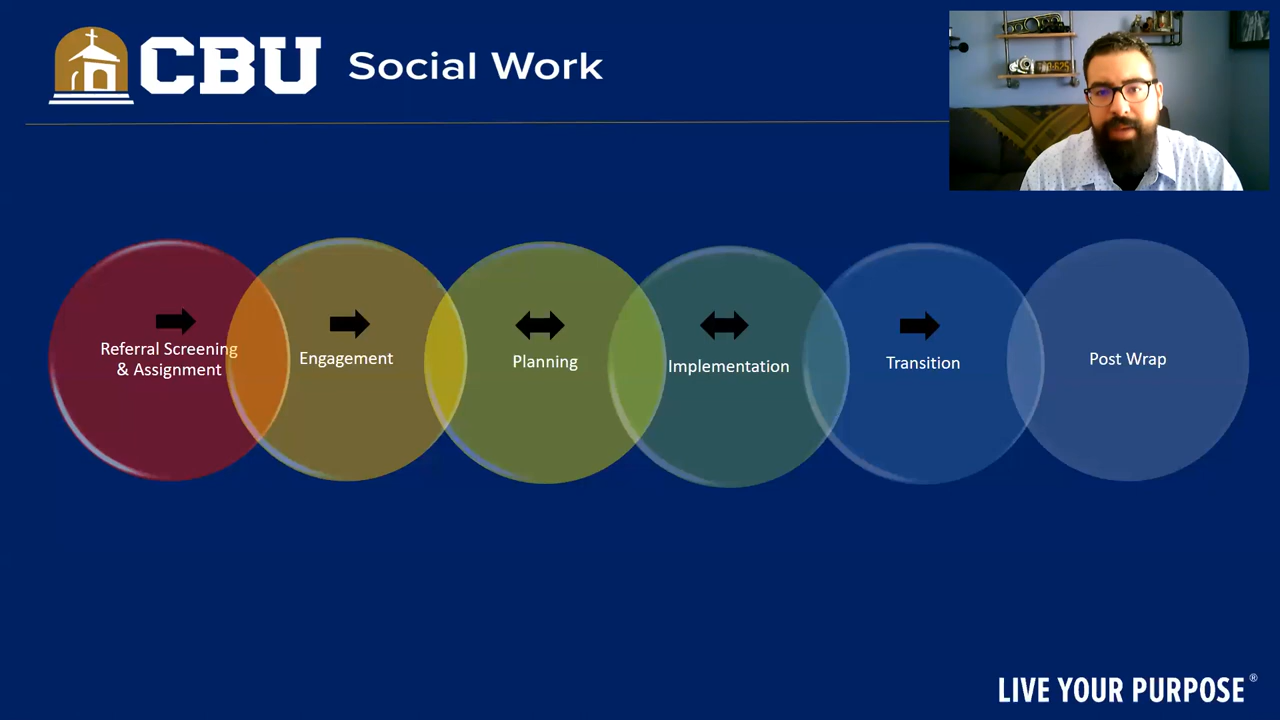 CBU Social Work
Referral Screening
& Assignment
Engagement
Planning
Implementation
Transition
Post Wrap
LIVE YOUR PURPOSE®